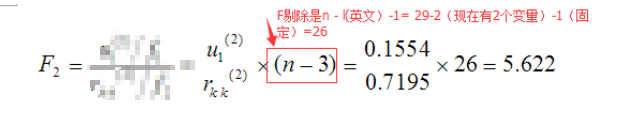 F剔除是n - l(英文) -1= 29-2 (现在有2个变量) -1 (固
定) =26
F₂ = = u₁⁽²⁾ / r_kk⁽²⁾ × (n − 3) = 0.1554 / 0.7195 × 26 = 5.622